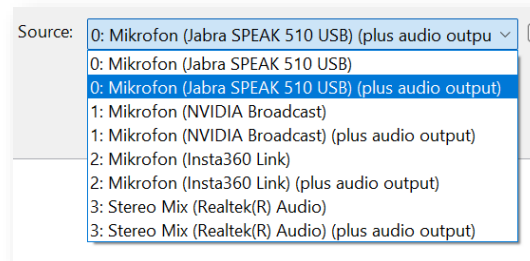 Source:
0: Mikrofon (Jabra SPEAK 510 USB) (plus audio outpu
0: Mikrofon (Jabra SPEAK 510 USB)
0: Mikrofon (Jabra SPEAK 510 USB) (plus audio output)
1: Mikrofon (NVIDIA Broadcast)
1: Mikrofon (NVIDIA Broadcast) (plus audio output)
2: Mikrofon (Insta360 Link)
2: Mikrofon (Insta360 Link) (plus audio output)
3: Stereo Mix (Realtek(R) Audio)
3: Stereo Mix (Realtek(R) Audio) (plus audio output)